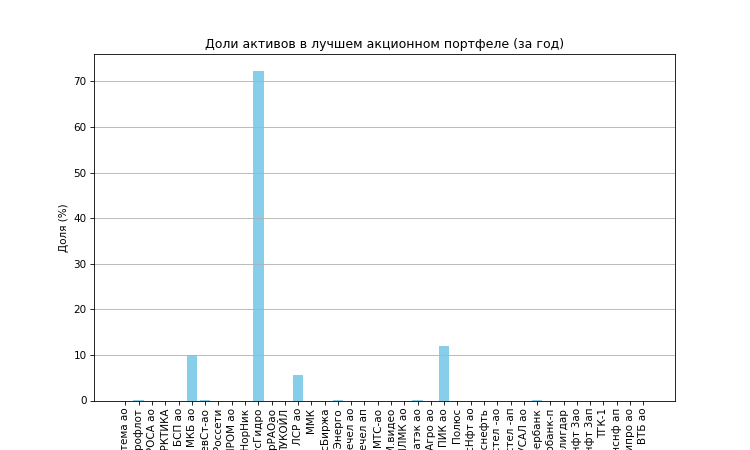 Доли активов в лучшем акционном портфеле (за год)
Доля (%)
70
60
50
40
30
20
10
0
тема ао
рофлот
РОСА ао
РКТИКА
БСП ао
МКБ ао
евСт-ао
Россети
ПРОМ ао
НорНик
сГидро
рРАОао
ЛУКОЙЛ
ЛСР ао
ММК
сБиржа
Энерго
ечел ао
ечел ап
МТС-ао
М.видео
ЛМК ао
атэк ао
Агро ао
ПИК ао
Полюс
сНфт ао
снефть
стел -ао
стел -ап
УСАЛ ао
ербанк
рбанк-п
лигдар
нфт 3ао
нфт 3ап
ТГК-1
нснф ап
ипро ао
ВТБ ао